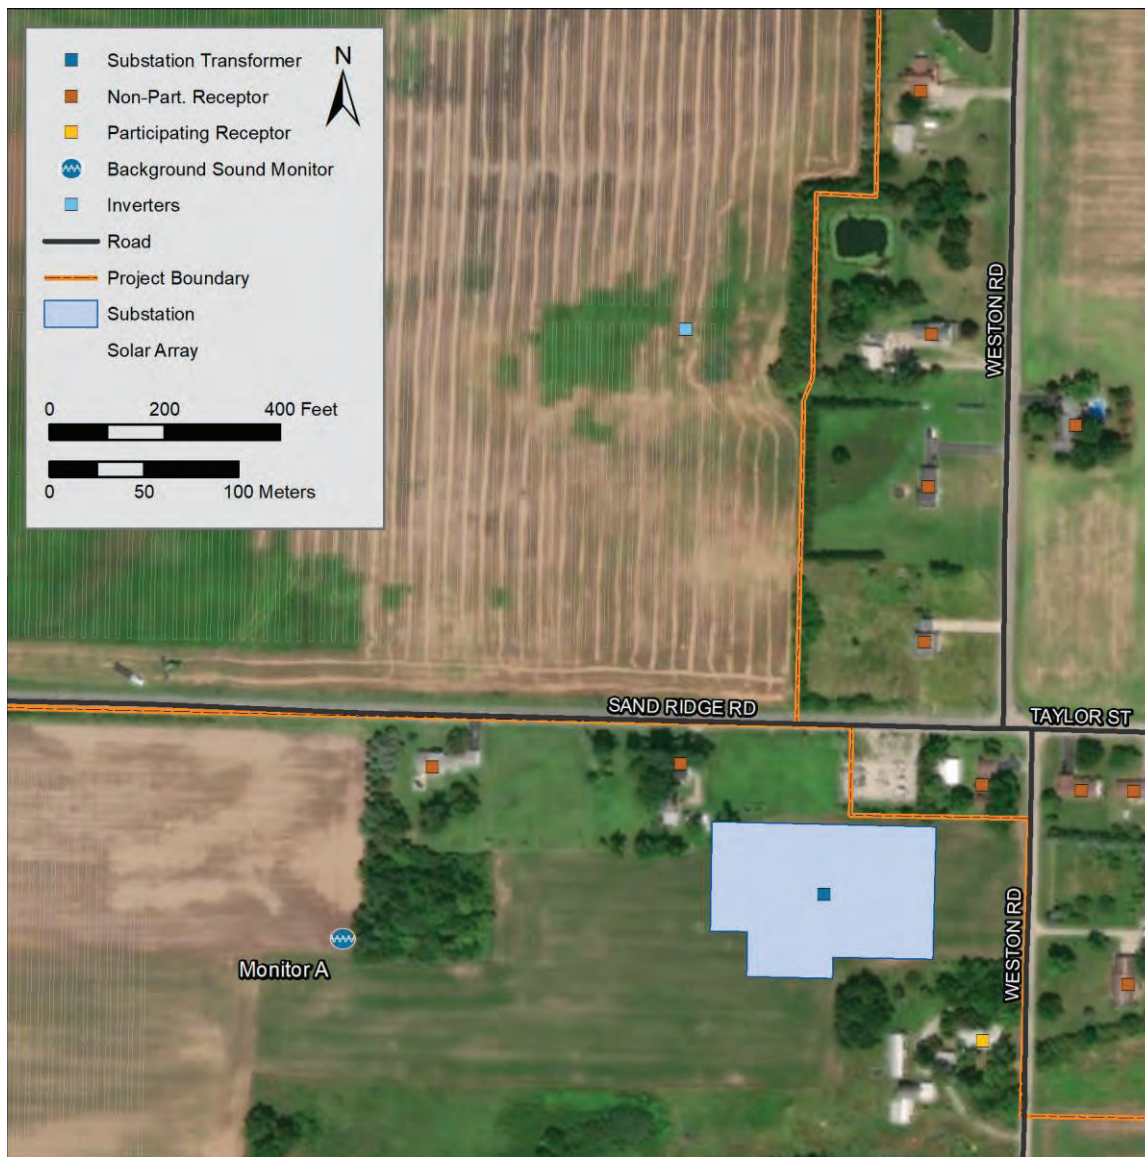 N
Substation Transformer
Non-Part. Receptor
Participating Receptor
Background Sound Monitor
Inverters
Road
Project Boundary
Substation
Solar Array
0 200 400 Feet
0 50 100 Meters
WESTON RD
SAND RIDGE RD
TAYLOR ST
WESTON RD
Monitor A